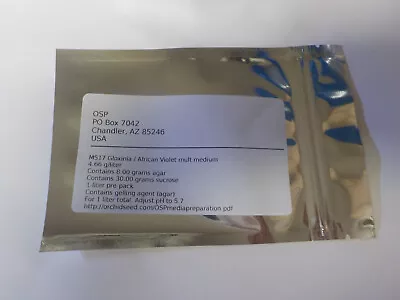 OSP
PO Box 7042
Chandler, AZ 85246
USA
MS17 Gloxinia / African Violet mult medium
4.66 g/liter
Contains 8.00 grams agar
Contains 30.00 grams sucrose
1 liter pre pack
Contains gelling agent (agar)
For 1 liter total. Adjust pH to 5.7
http://orchidseed.com/OSPmediapreparation.pdf